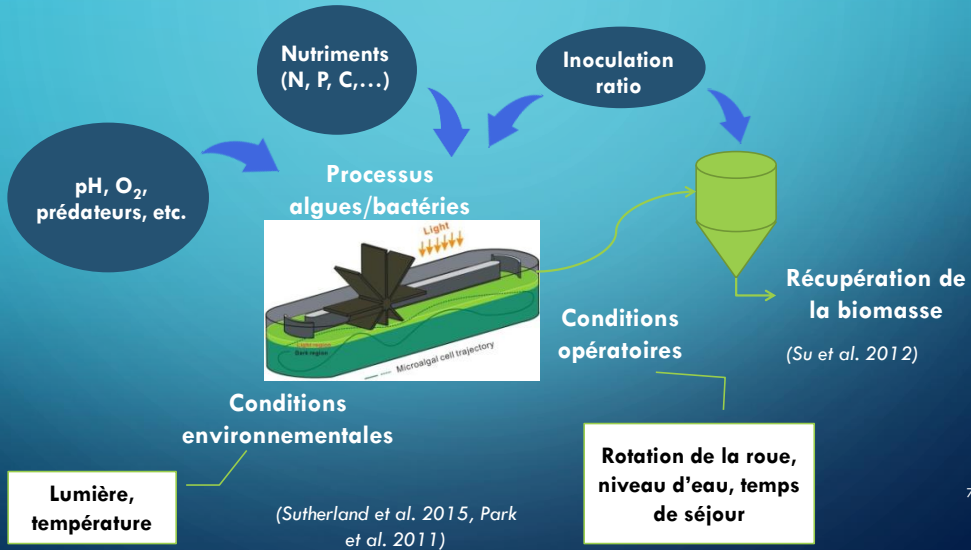 Nutriments
(N, P, C,...)
Inoculation
ratio
pH, O₂,
prédateurs, etc.
Processus
algues/bactéries
Light
Light region
Dark region
Microalgal cell trajectory
Récupération de
la biomasse
(Su et al. 2012)
Conditions
opératoires
Conditions
environnementales
Rotation de la roue,
niveau d'eau, temps
de séjour
Lumière,
température
(Sutherland et al. 2015, Park
et al. 2011)
7